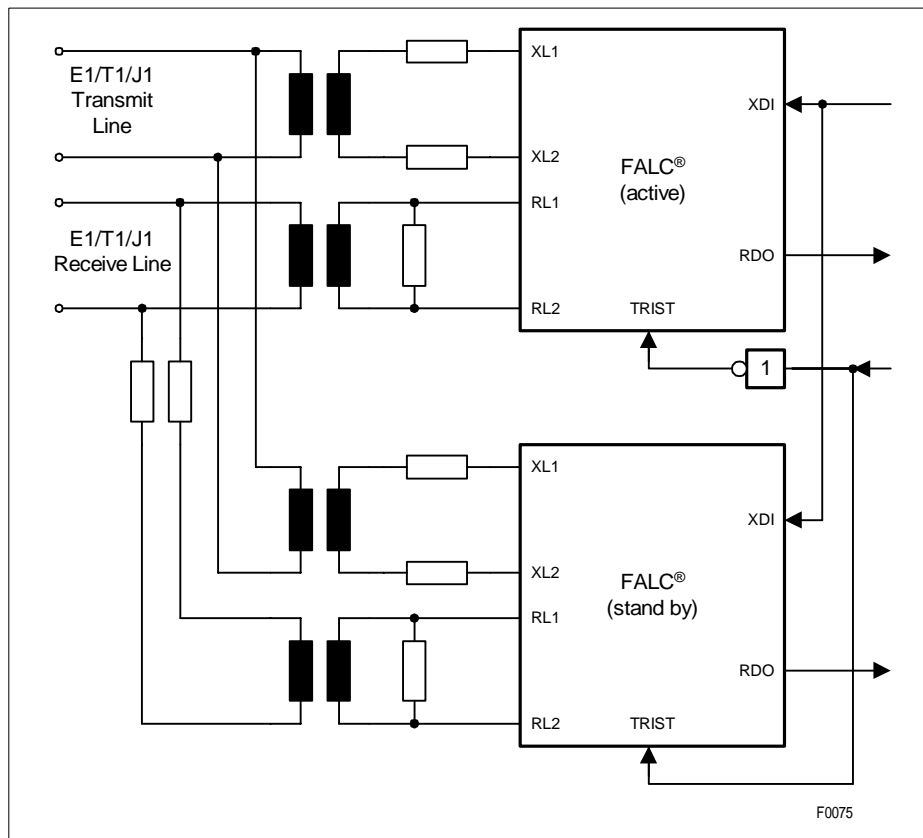 E1/T1/J1
Transmit
Line
XL1
XDI
XL2
FALC®
(active)
RL1
E1/T1/J1
Receive Line
RDO
RL2
TRIST
1
XL1
XDI
XL2
FALC®
(stand by)
RL1
RDO
RL2
TRIST
F0075